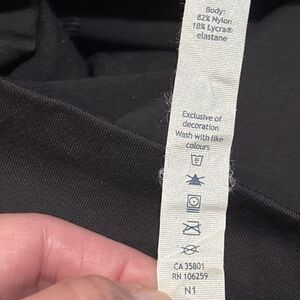 Body:
82% Nylon
18% Lycra®
elastane
Exclusive of
decoration
Wash with like
colours
CA 35801
RN 106259
N1